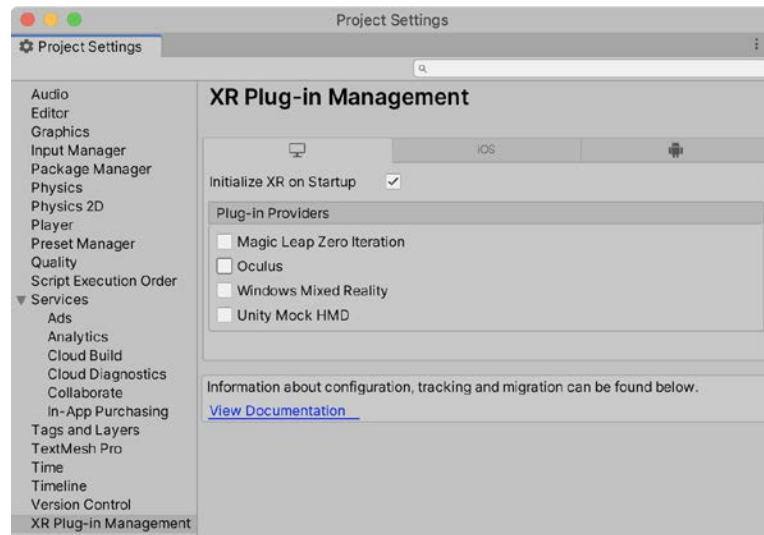 Project Settings
Project Settings
Audio
Editor
Graphics
Input Manager
Package Manager
Physics
Physics 2D
Player
Preset Manager
Quality
Script Execution Order
Services
Ads
Analytics
Cloud Build
Cloud Diagnostics
Collaborate
In-App Purchasing
Tags and Layers
TextMesh Pro
Time
Timeline
Version Control
XR Plug-in Management
XR Plug-in Management
iOS
Initialize XR on Startup
Plug-in Providers
Magic Leap Zero Iteration
Oculus
Windows Mixed Reality
Unity Mock HMD
Information about configuration, tracking and migration can be found below.
View Documentation